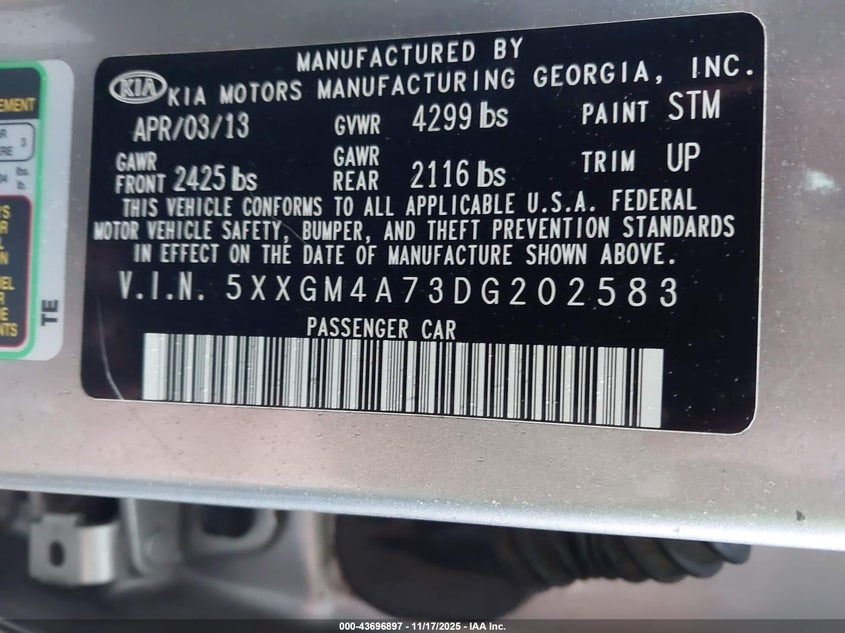 MANUFACTURED BY
KIA KIA MOTORS MANUFACTURING GEORGIA, INC.
APR/03/13 GVWR 4299 lbs PAINT STM
GAWR FRONT 2425 lbs GAWR REAR 2116 lbs TRIM UP
THIS VEHICLE CONFORMS TO ALL APPLICABLE U.S.A. FEDERAL
MOTOR VEHICLE SAFETY, BUMPER, AND THEFT PREVENTION STANDARDS
IN EFFECT ON THE DATE OF MANUFACTURE SHOWN ABOVE.
V.I.N. 5XXGM4A73DG202583
PASSENGER CAR
TE
000-43696897 - 11/17/2025 - IAA Inc.